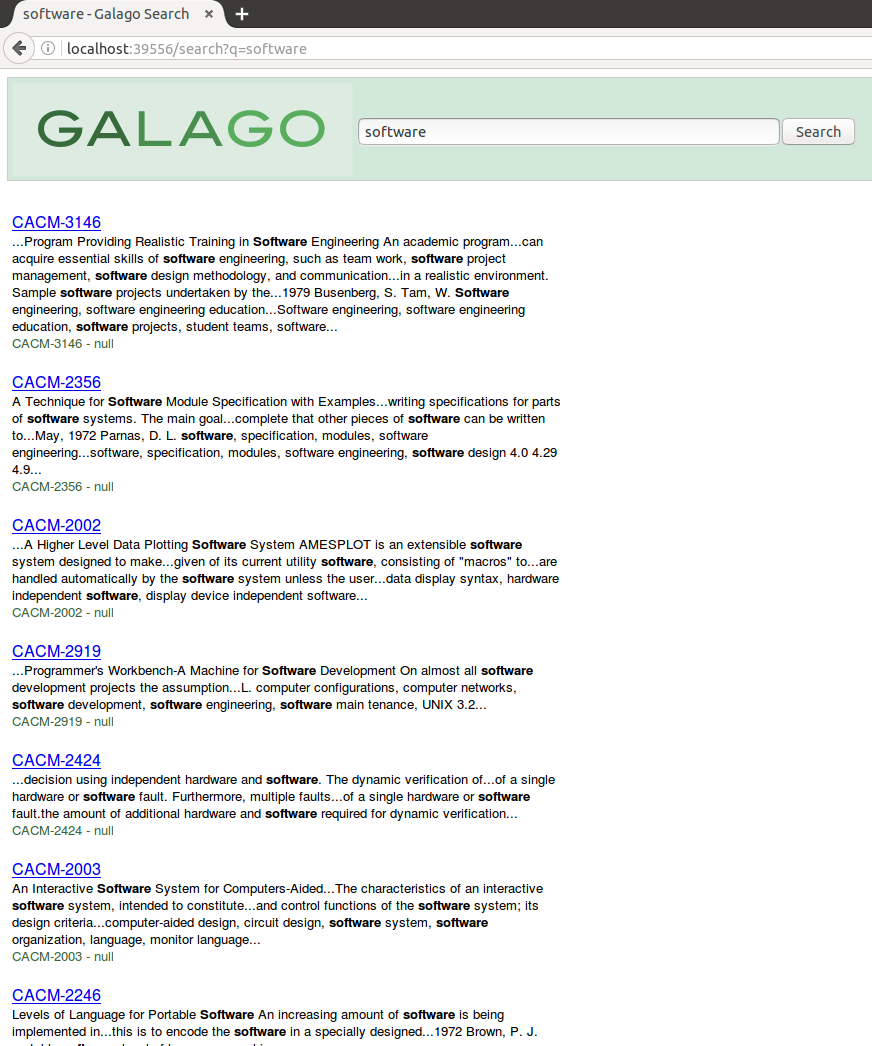 software - Galago Search
localhost:39556/search?q=software
GALAGO
software
Search
CACM-3146
...Program Providing Realistic Training in Software Engineering An academic program...can
acquire essential skills of software engineering, such as team work, software project
management, software design methodology, and communication...in a realistic environment.
Sample software projects undertaken by the...1979 Busenberg, S. Tam, W. Software
engineering, software engineering education...Software engineering, software engineering
education, software projects, student teams, software...
CACM-3146 - null
CACM-2356
A Technique for Software Module Specification with Examples...writing specifications for parts
of software systems. The main goal...complete that other pieces of software can be written
to...May, 1972 Parnas, D. L. software, specification, modules, software
engineering...software, specification, modules, software engineering, software design 4.0 4.29
4.9...
CACM-2356 - null
CACM-2002
...A Higher Level Data Plotting Software System AMESPLOT is an extensible software
system designed to make...given of its current utility software, consisting of "macros" to...are
handled automatically by the software system unless the user...data display syntax, hardware
independent software, display device independent software...
CACM-2002 - null
CACM-2919
...Programmer's Workbench-A Machine for Software Development On almost all software
development projects the assumption...L. computer configurations, computer networks,
software development, software engineering, software main tenance, UNIX 3.2...
CACM-2919 - null
CACM-2424
...decision using independent hardware and software. The dynamic verification of...of a single
hardware or software fault. Furthermore, multiple faults...of a single hardware or software
fault.the amount of additional hardware and software required for dynamic verification...
CACM-2424 - null
CACM-2003
An Interactive Software System for Computers-Aided...The characteristics of an interactive
software system, intended to constitute...and control functions of the software system; its
design criteria...computer-aided design, circuit design, software system, software
organization, language, monitor language...
CACM-2003 - null
CACM-2246
Levels of Language for Portable Software An increasing amount of software is being
implemented in...this is to encode the software in a specially designed...1972 Brown, P. J.